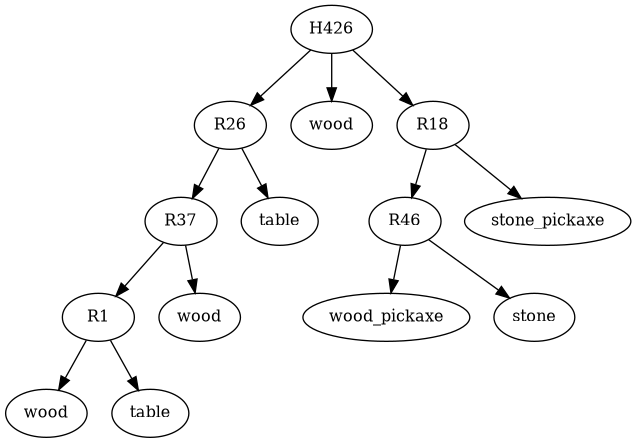 H426
R26
wood
R18
R37
table
R46
stone_pickaxe
R1
wood
wood_pickaxe
stone
wood
table